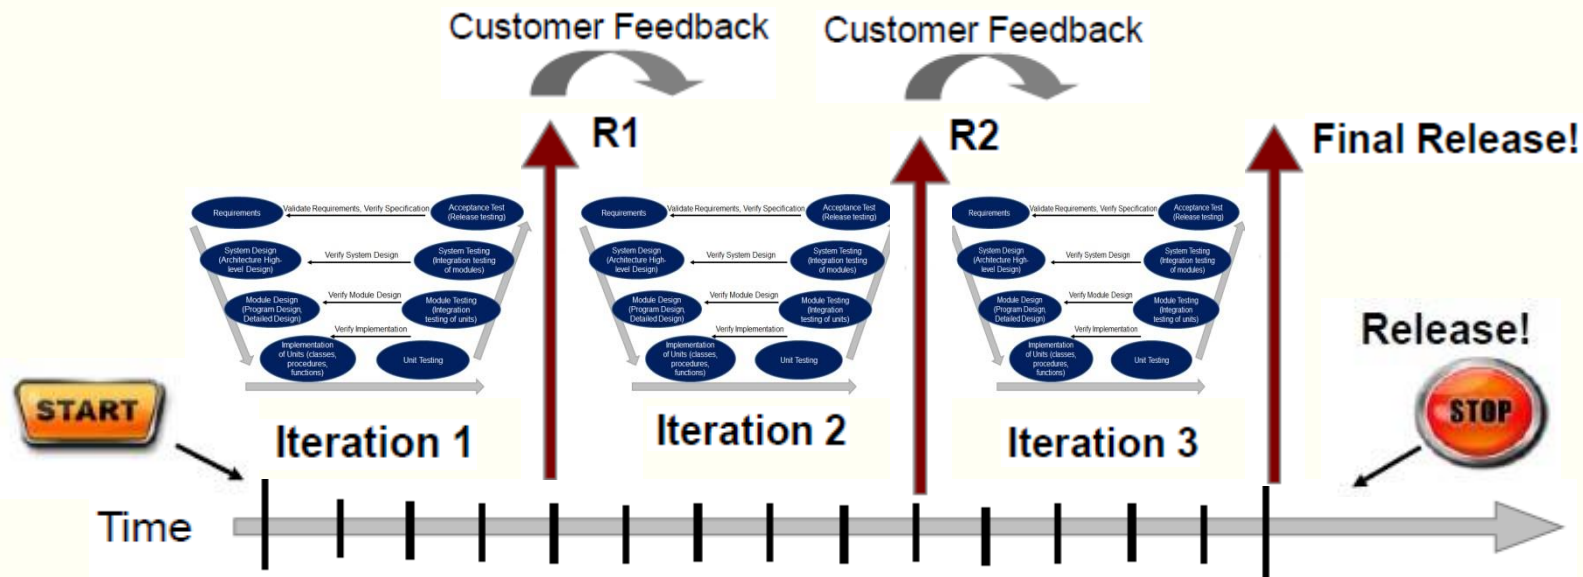 Customer Feedback
Customer Feedback
R1
R2
Final Release!
Requirements
Validate Requirements, Verify Specification
Acceptance Test
(Release testing)
System Design
(Architecture High-
level Design)
Verify System Design
System Testing
(Integration testing
of modules)
Module Design
(Program Design,
Detailed Design)
Verify Module Design
Module Testing
(Integration
testing of units)
Verify Implementation
Implementation
of Units (classes,
procedures,
functions)
Unit Testing
Requirements
Validate Requirements, Verify Specification
Acceptance Test
(Release testing)
System Design
(Architecture High-
level Design)
Verify System Design
System Testing
(Integration testing
of modules)
Module Design
(Program Design,
Detailed Design)
Verify Module Design
Module Testing
(Integration
testing of units)
Verify Implementation
Implementation
of Units (classes,
procedures,
functions)
Unit Testing
Requirements
Validate Requirements, Verify Specification
Acceptance Test
(Release testing)
System Design
(Architecture High-
level Design)
Verify System Design
System Testing
(Integration testing
of modules)
Module Design
(Program Design,
Detailed Design)
Verify Module Design
Module Testing
(Integration
testing of units)
Verify Implementation
Implementation
of Units (classes,
procedures,
functions)
Unit Testing
Release!
START
STOP
Iteration 1
Iteration 2
Iteration 3
Time